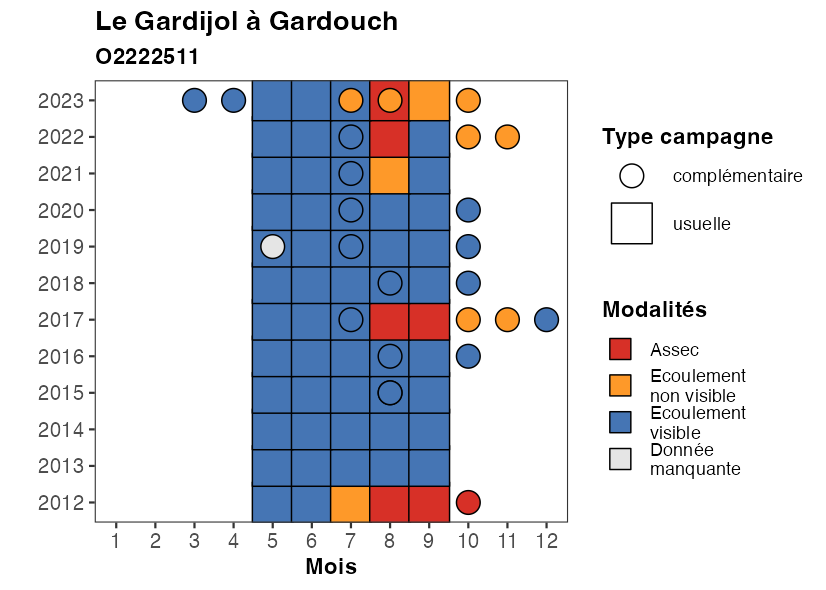 Le Gardijol à Gardouch
O2222511
2023
2022
2021
2020
2019
2018
2017
2016
2015
2014
2013
2012
1 2 3 4 5 6 7 8 9 10 11 12
Mois
Type campagne
complémentaire
usuelle
Modalités
Assec
Ecoulement
non visible
Ecoulement
visible
Donnée
manquante